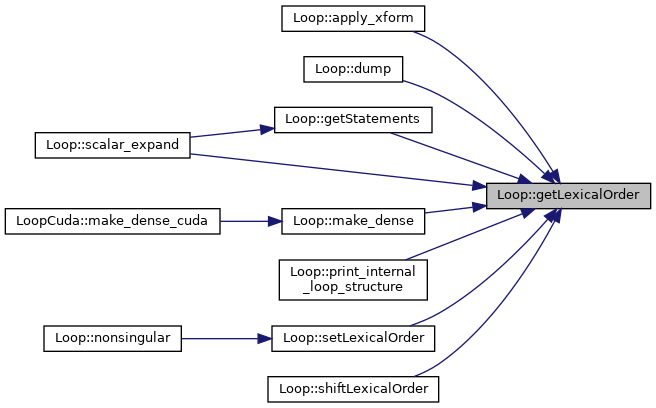 Loop::apply_xform
Loop::dump
Loop::getStatements
Loop::scalar_expand
Loop::getLexicalOrder
LoopCuda::make_dense_cuda
Loop::make_dense
Loop::print_internal
_loop_structure
Loop::nonsingular
Loop::setLexicalOrder
Loop::shiftLexicalOrder